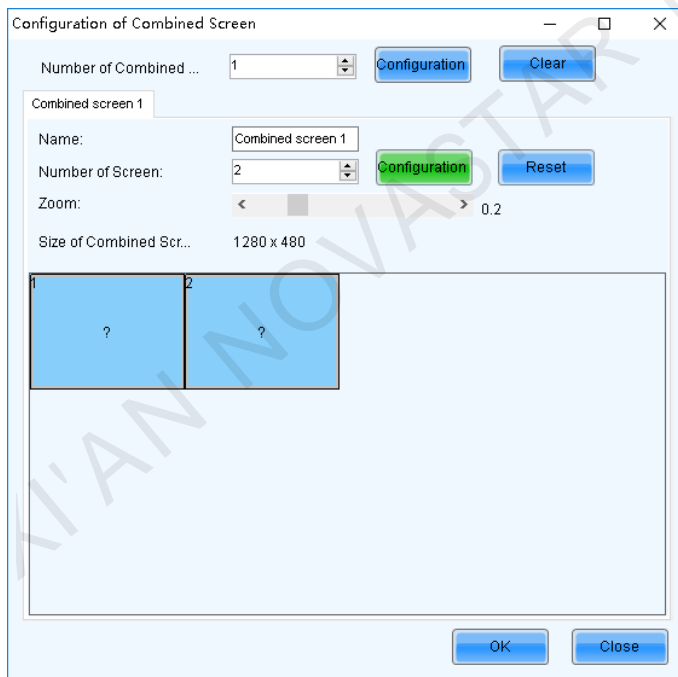 Configuration of Combined Screen
Number of Combined ... 1 Configuration Clear
Combined screen 1
Name: Combined screen 1
Number of Screen: 2 Configuration Reset
Zoom: 0.2
Size of Combined Scr... 1280 x 480
1 2
? ?
OK Close
XI'AN NOVASTAR